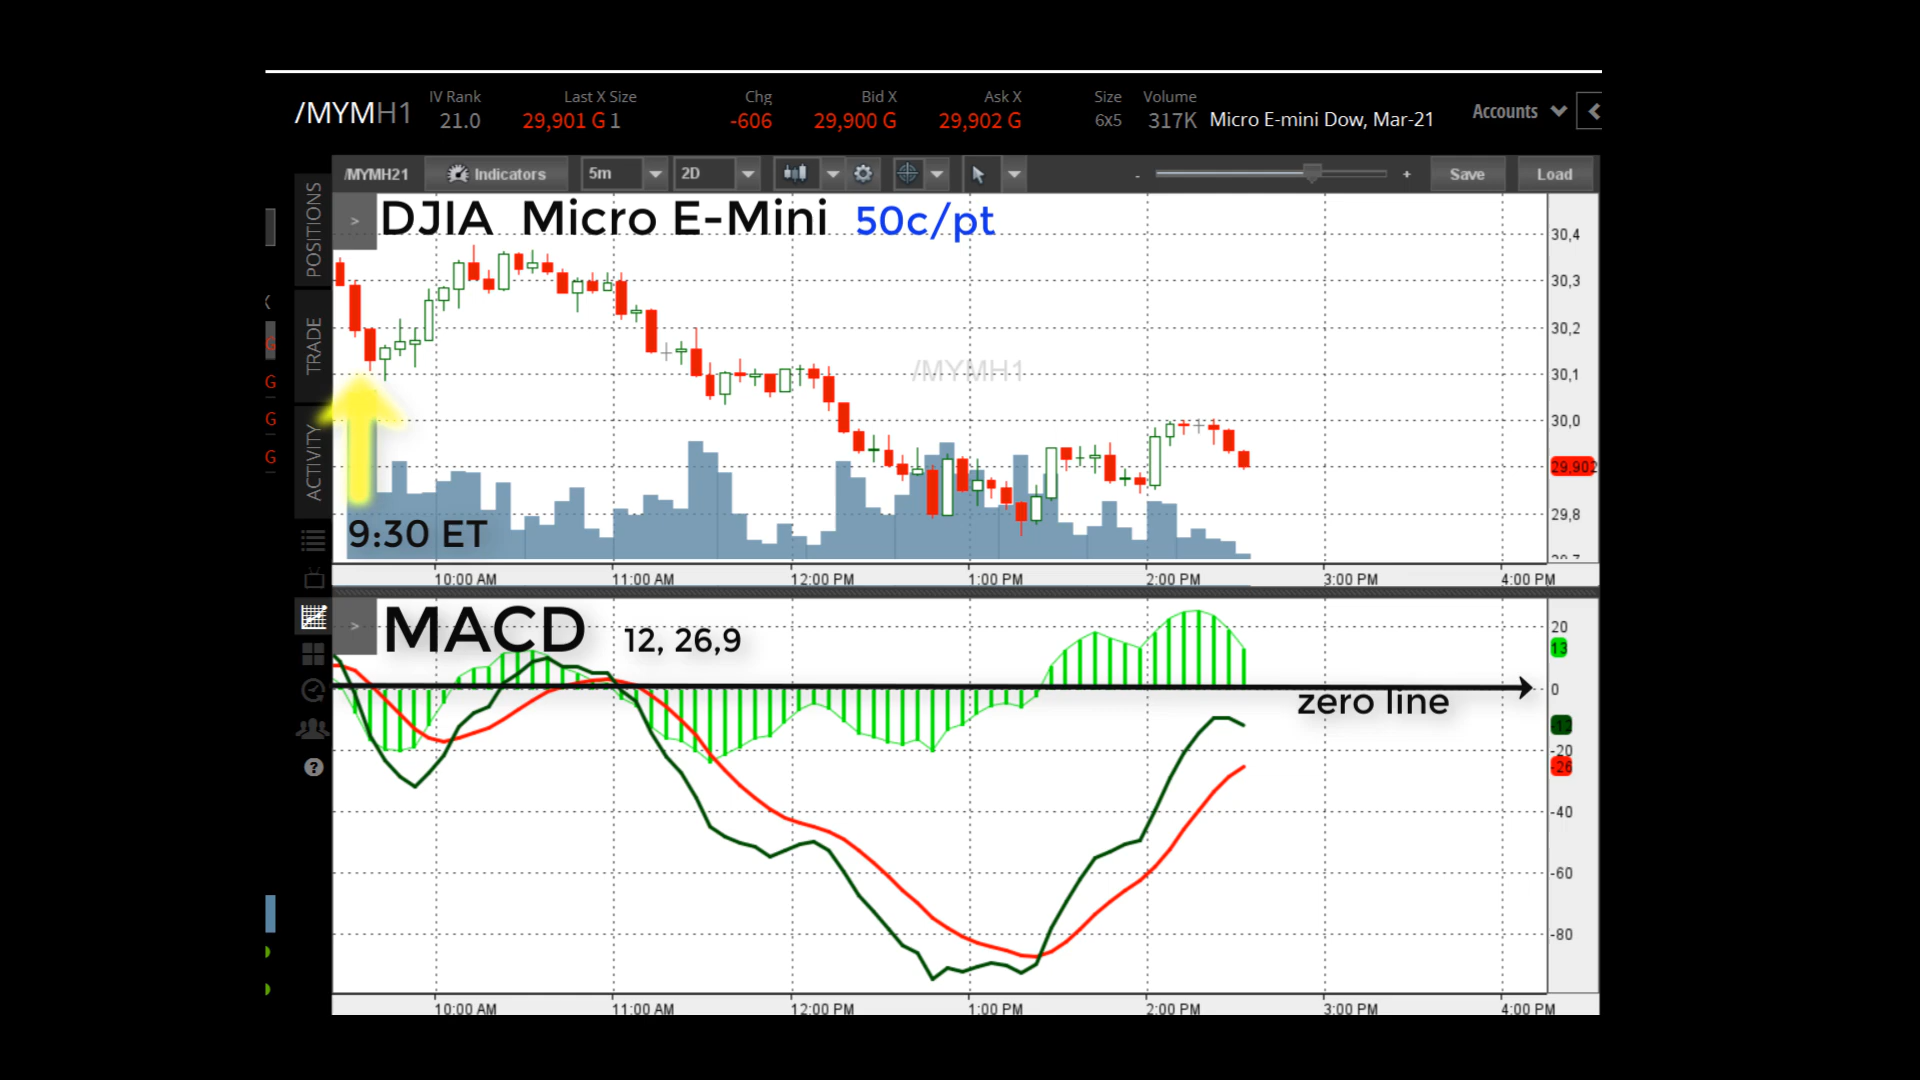 /MYMH1
IV Rank
21.0
Last X Size
29,901 G 1
Chg
-606
Bid X
29,900 G
Ask X
29,902 G
Size
6x5
Volume
317K
Micro E-mini Dow, Mar-21
Accounts
/MYMH21
Indicators
5m
2D
-
+
Save
Load
POSITIONS
TRADE
ACTIVITY
X
G
G
G
G
>
DJIA Micro E-Mini 50c/pt
/MYMH1
9:30 ET
30,4
30,3
30,2
30,1
30,0
29,902
29,8
10:00 AM 11:00 AM 12:00 PM 1:00 PM 2:00 PM 3:00 PM 4:00 PM
>
MACD 12, 26,9
zero line
20
13
0
-20
-26
-40
-60
-80
10:00 AM 11:00 AM 12:00 PM 1:00 PM 2:00 PM 3:00 PM 4:00 PM
?